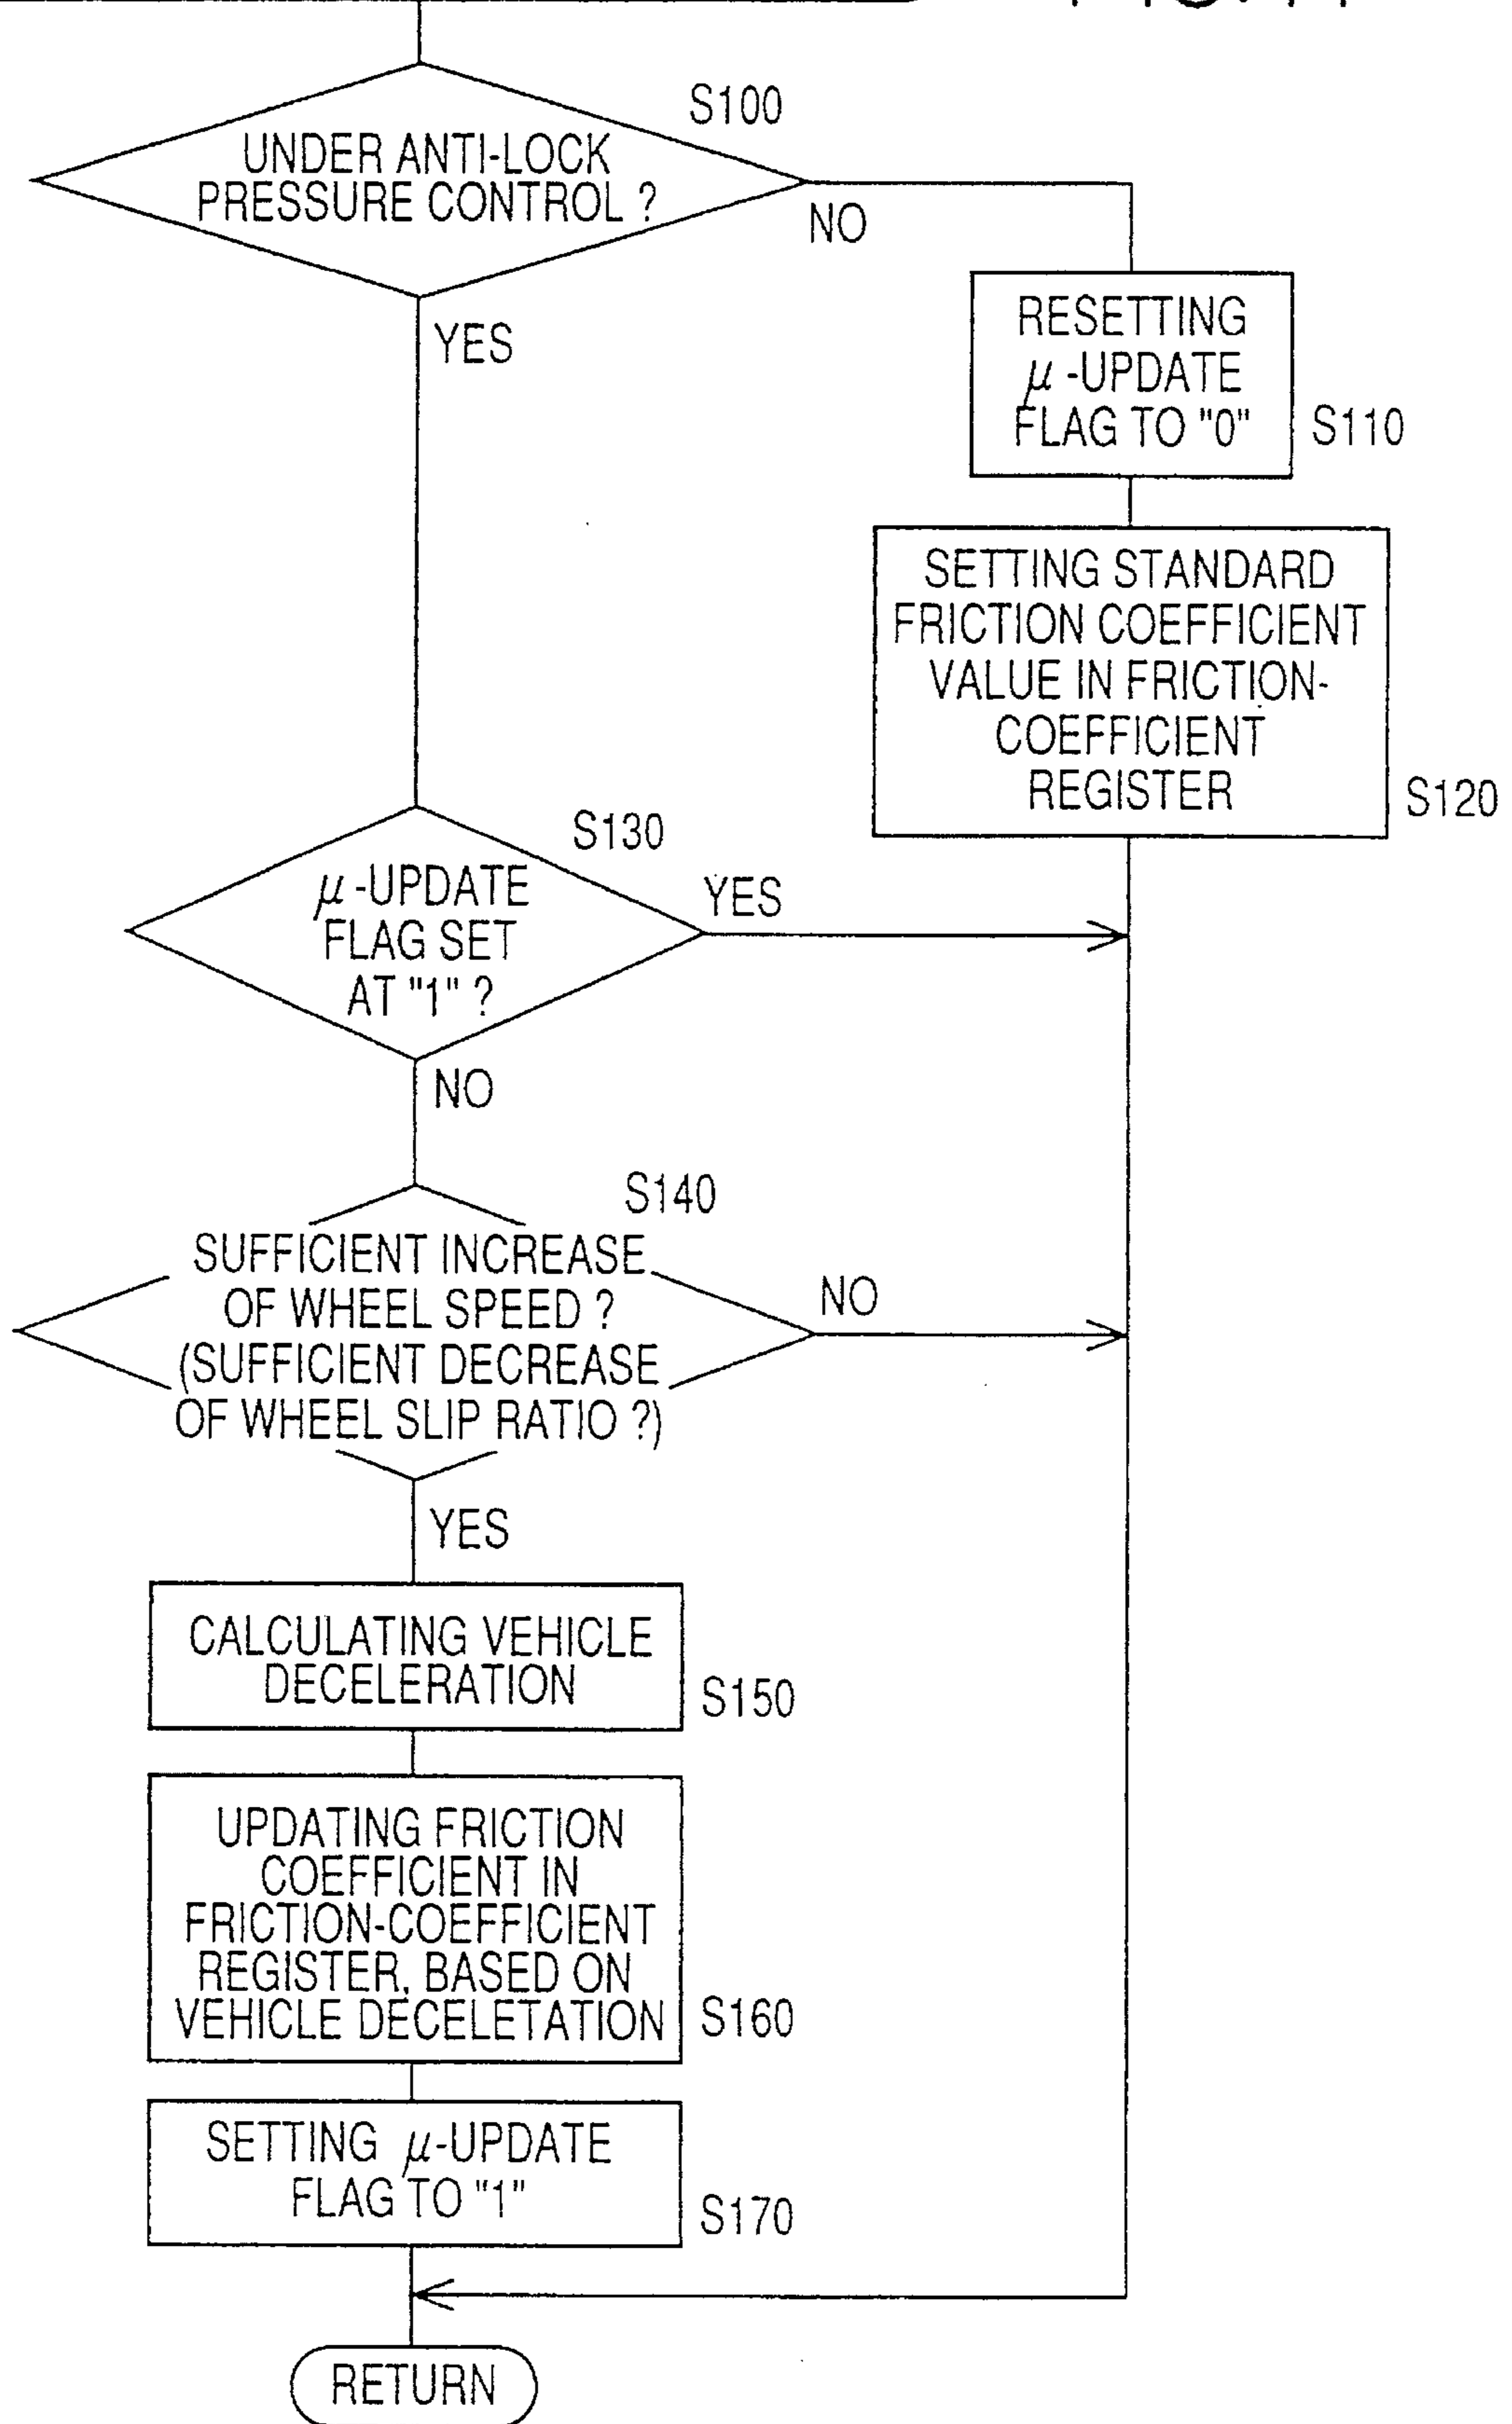 S100
UNDER ANTI-LOCK
PRESSURE CONTROL ?
NO
YES
RESETTING
μ-UPDATE
FLAG TO "0"
S110
SETTING STANDARD
FRICTION COEFFICIENT
VALUE IN FRICTION-
COEFFICIENT
REGISTER
S120
S130
μ-UPDATE
FLAG SET
AT "1" ?
YES
NO
S140
SUFFICIENT INCREASE
OF WHEEL SPEED ?
(SUFFICIENT DECREASE
OF WHEEL SLIP RATIO ?)
NO
YES
CALCULATING VEHICLE
DECELERATION
S150
UPDATING FRICTION
COEFFICIENT IN
FRICTION-COEFFICIENT
REGISTER, BASED ON
VEHICLE DECELETATION
S160
SETTING μ-UPDATE
FLAG TO "1"
S170
RETURN